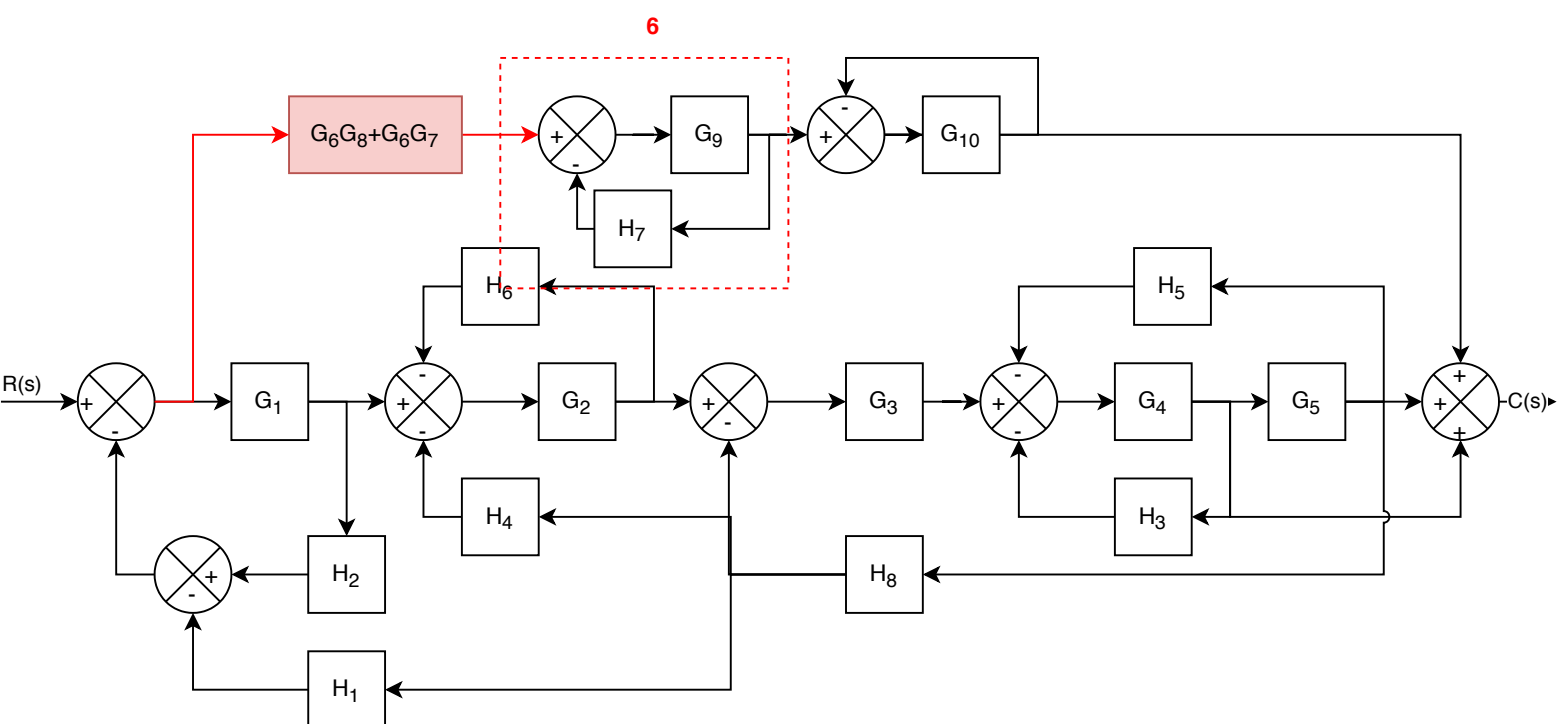 6
G6G8+G6G7
+
-
G9
+
-
G10
H7
H6
H5
R(s)
+
-
G1
+
-
-
G2
+
-
G3
+
-
-
G4
G5
+
+
+
C(s)
H4
H3
+
-
H2
H8
H1